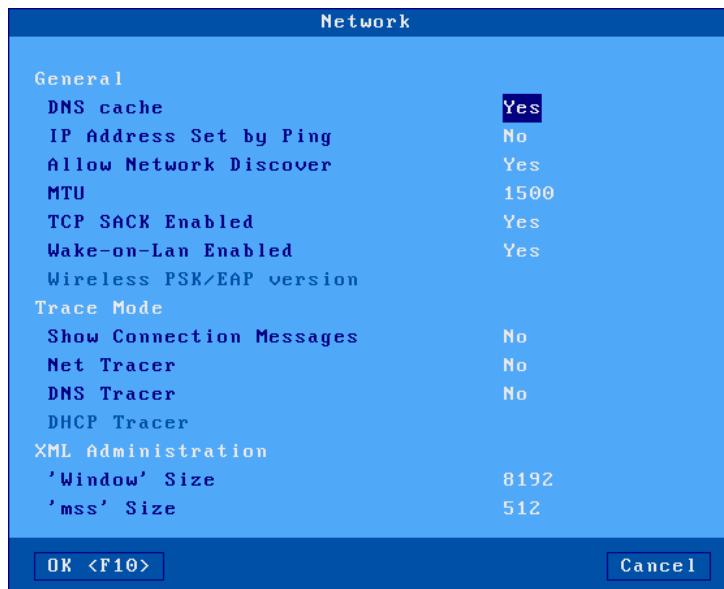 Network
General
DNS cache Yes
IP Address Set by Ping No
Allow Network Discover Yes
MTU 1500
TCP SACK Enabled Yes
Wake-on-Lan Enabled Yes
Wireless PSK/EAP version
Trace Mode
Show Connection Messages No
Net Tracer No
DNS Tracer No
DHCP Tracer
XML Administration
'Window' Size 8192
'mss' Size 512
OK <F10> Cancel